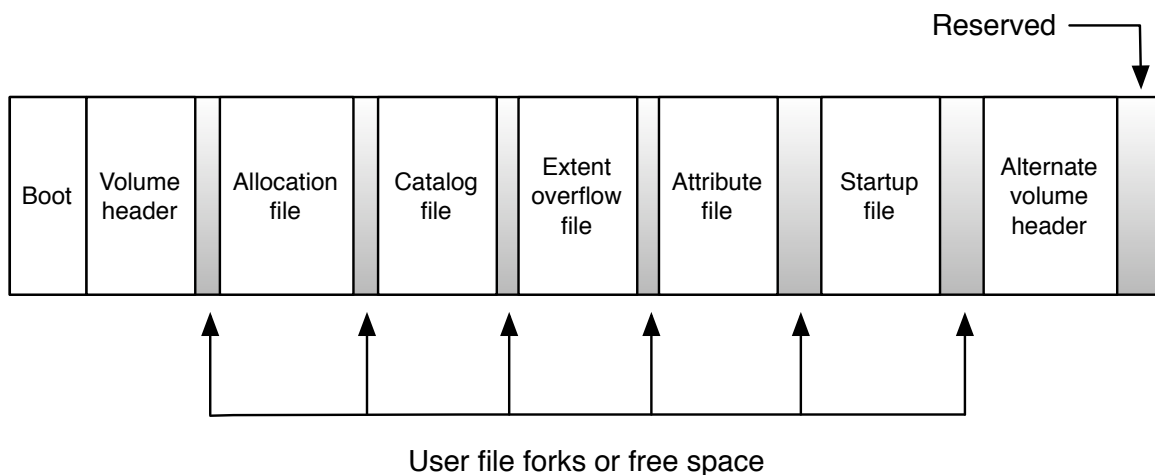 Reserved
Boot
Volume
header
Allocation
file
Catalog
file
Extent
overflow
file
Attribute
file
Startup
file
Alternate
volume
header
User file forks or free space